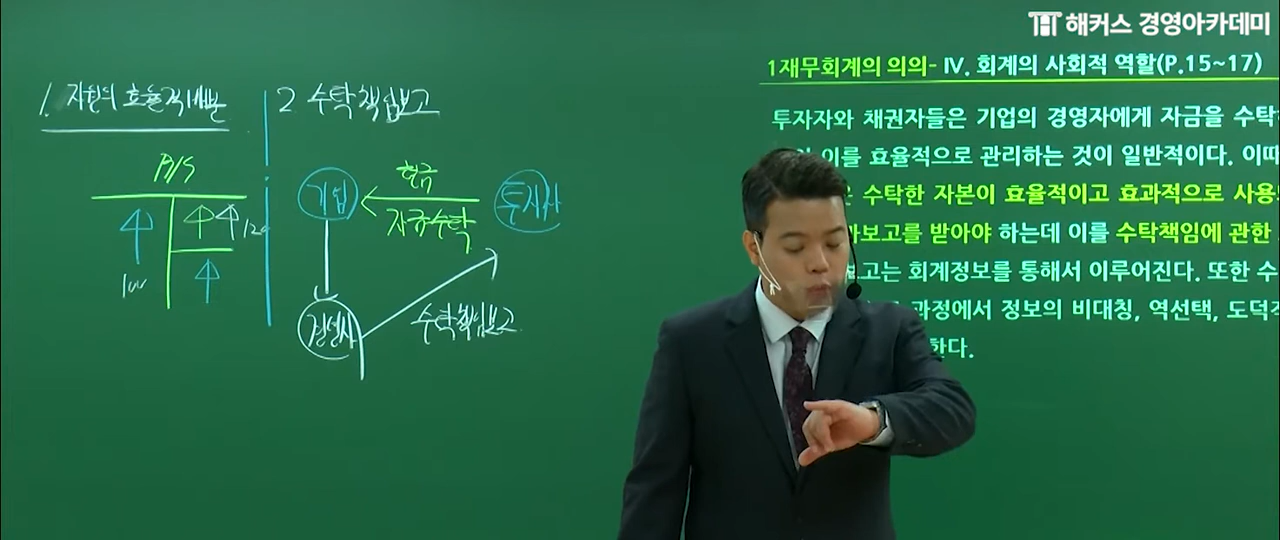 해커스 경영아카데미
1재무회계의 의의- Ⅳ. 회계의 사회적 역할(P.15~17)
투자자와 채권자들은 기업의 경영자에게 자금을 수탁
이를 효율적으로 관리하는 것이 일반적이다. 이때
수탁한 자본이 효율적이고 효과적으로 사용되
보고를 받아야 하는데 이를 수탁책임에 관한
보고는 회계정보를 통해서 이루어진다. 또한 수
과정에서 정보의 비대칭, 역선택, 도덕적
한다.
1. 자원의 효율적 배분
B/S
100
120
2 수탁책임보고
기업
현금
자금수탁
투자자
경영자
수탁책임보고